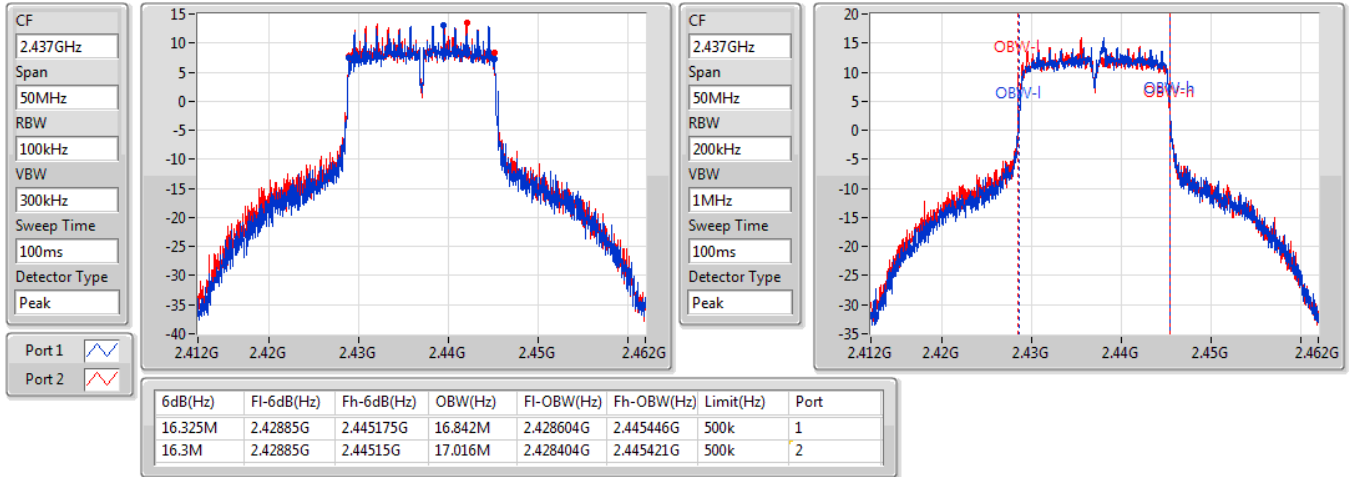 CF
2.437GHz
Span
50MHz
RBW
100kHz
VBW
300kHz
Sweep Time
100ms
Detector Type
Peak
Port 1
Port 2
15
10
5
0
-5
-10
-15
-20
-25
-30
-35
-40
2.412G 2.42G 2.43G 2.44G 2.45G 2.462G
CF
2.437GHz
Span
50MHz
RBW
200kHz
VBW
1MHz
Sweep Time
100ms
Detector Type
Peak
20
15
10
5
0
-5
-10
-15
-20
-25
-30
-35
OBW-l
OBW-l
OBW-h
OBW-h
2.412G 2.42G 2.43G 2.44G 2.45G 2.462G
6dB(Hz) Fl-6dB(Hz) Fh-6dB(Hz) OBW(Hz) Fl-OBW(Hz) Fh-OBW(Hz) Limit(Hz) Port
16.325M 2.42885G 2.445175G 16.842M 2.428604G 2.445446G 500k 1
16.3M 2.42885G 2.44515G 17.016M 2.428404G 2.445421G 500k 2